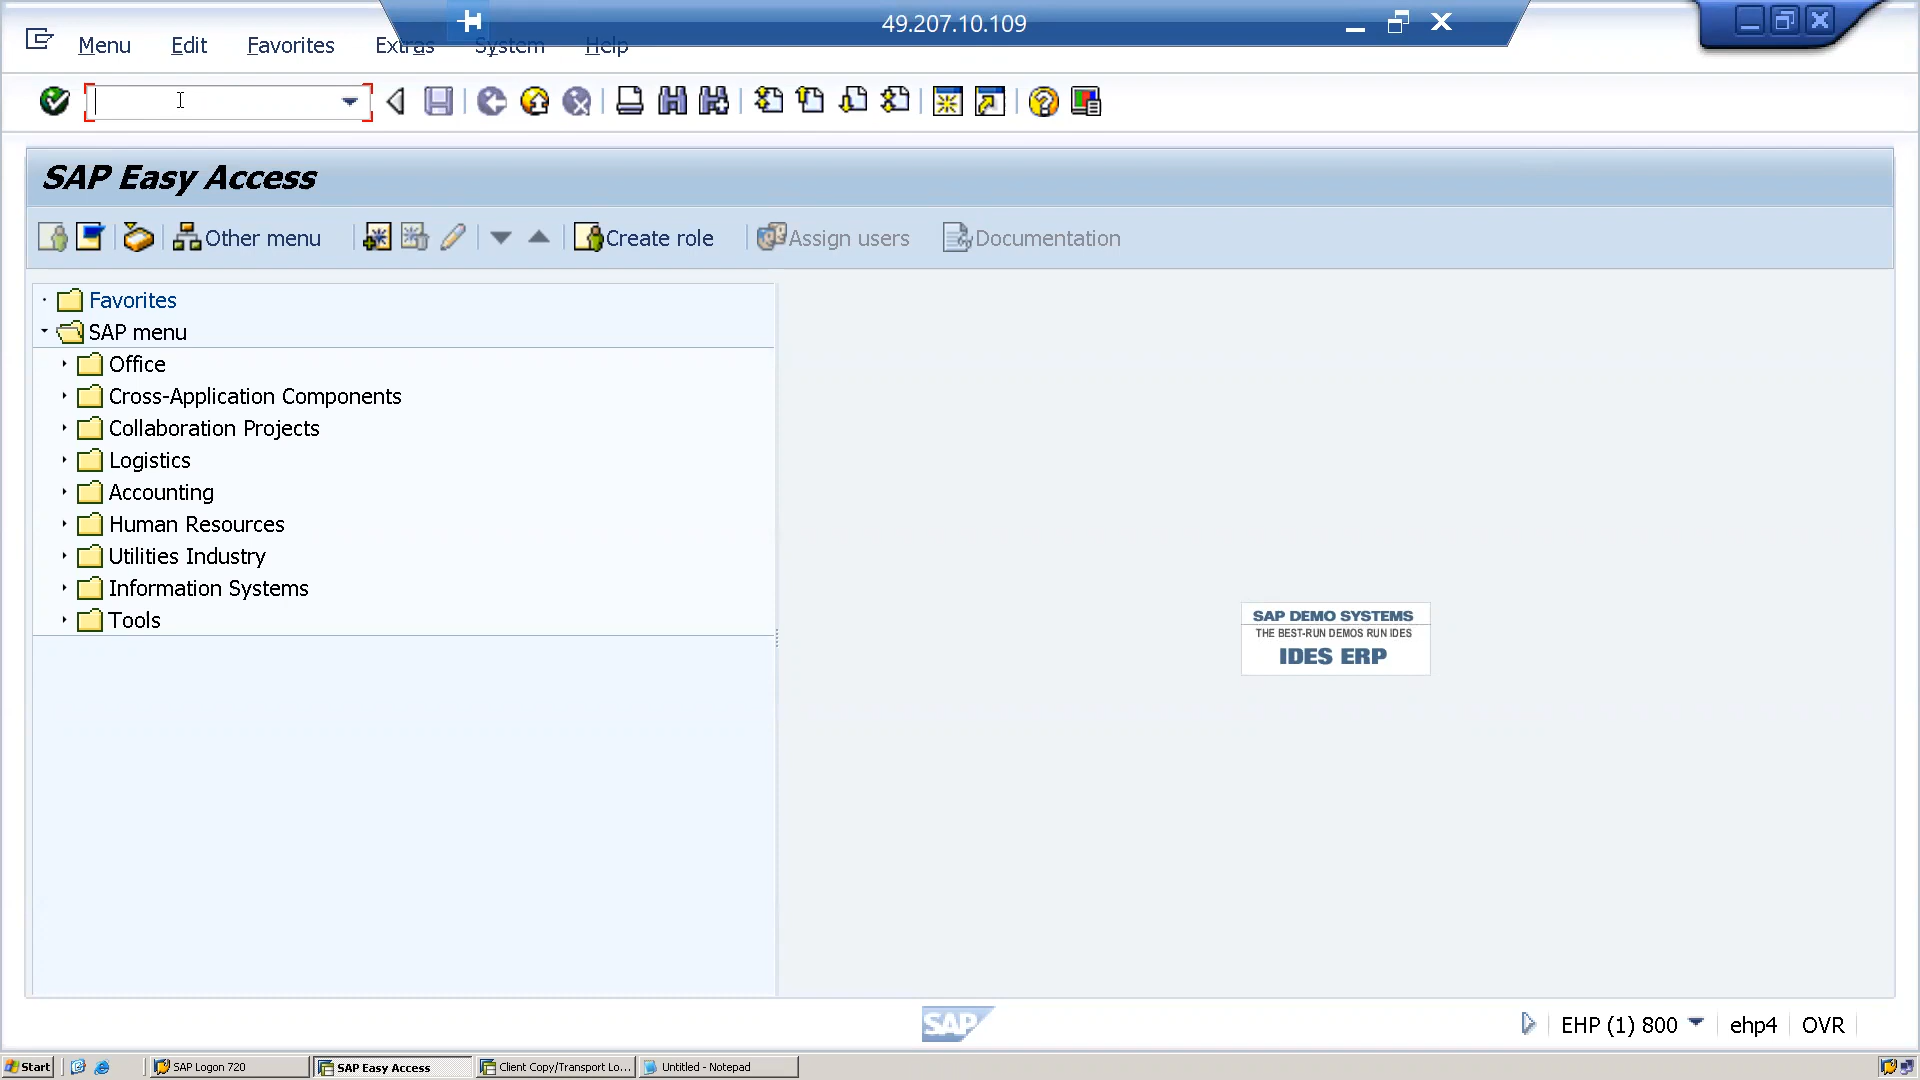 49.207.10.109
Menu Edit Favorites Extras System Help
SAP Easy Access
Other menu Create role Assign users Documentation
Favorites
SAP menu
Office
Cross-Application Components
Collaboration Projects
Logistics
Accounting
Human Resources
Utilities Industry
Information Systems
Tools
SAP DEMO SYSTEMS
THE BEST-RUN DEMOS RUN IDES
IDES ERP
SAP
EHP (1) 800 ehp4 OVR
Start SAP Logon 720 SAP Easy Access Client Copy/Transport Lo... Untitled - Notepad